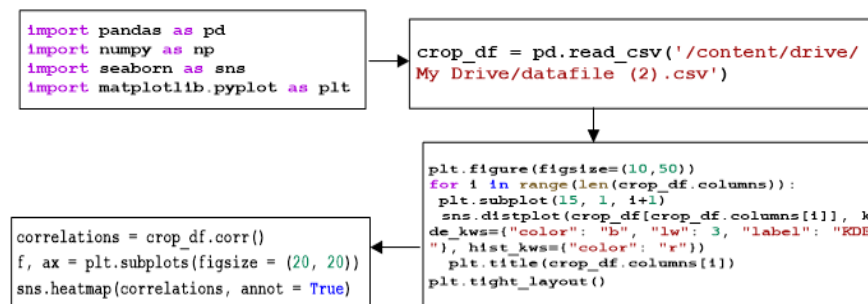 import pandas as pd
import numpy as np
import seaborn as sns
import matplotlib.pyplot as plt
crop_df = pd.read_csv('/content/drive/
My Drive/datafile (2).csv')
plt.figure(figsize=(10,50))
for i in range(len(crop_df.columns)):
plt.subplot(15, 1, i+1)
sns.distplot(crop_df[crop_df.columns[i]], k
de_kws={"color": "b", "lw": 3, "label": "KDE
"}, hist_kws={"color": "r"})
plt.title(crop_df.columns[i])
plt.tight_layout()
correlations = crop_df.corr()
f, ax = plt.subplots(figsize = (20, 20))
sns.heatmap(correlations, annot = True)